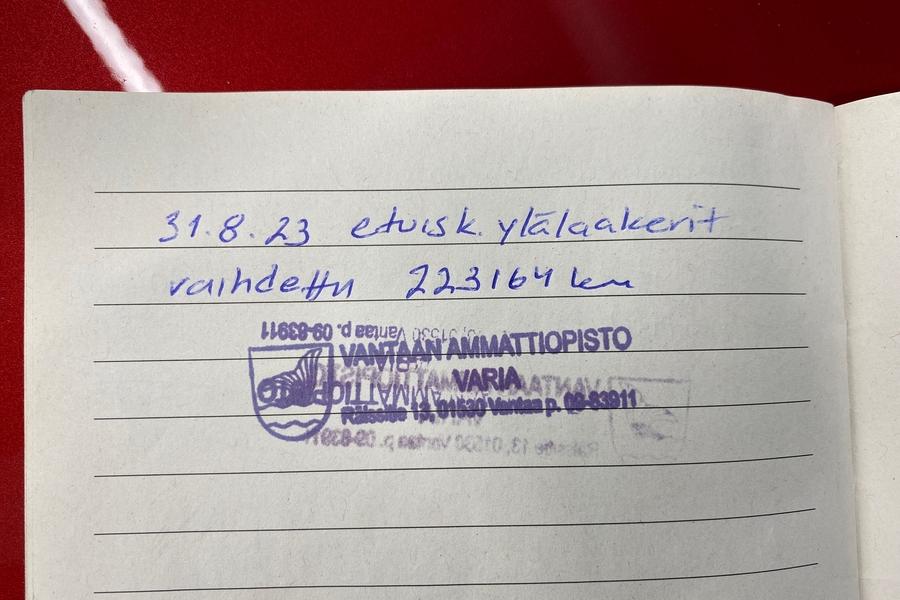 31.8.23 etuisk. ylälaakerit
vaihdettu 223164 km
VANTAAN AMMATTIOPISTO
VARIA
Rälssitie 13, 01530 Vantaa p. 09-83911